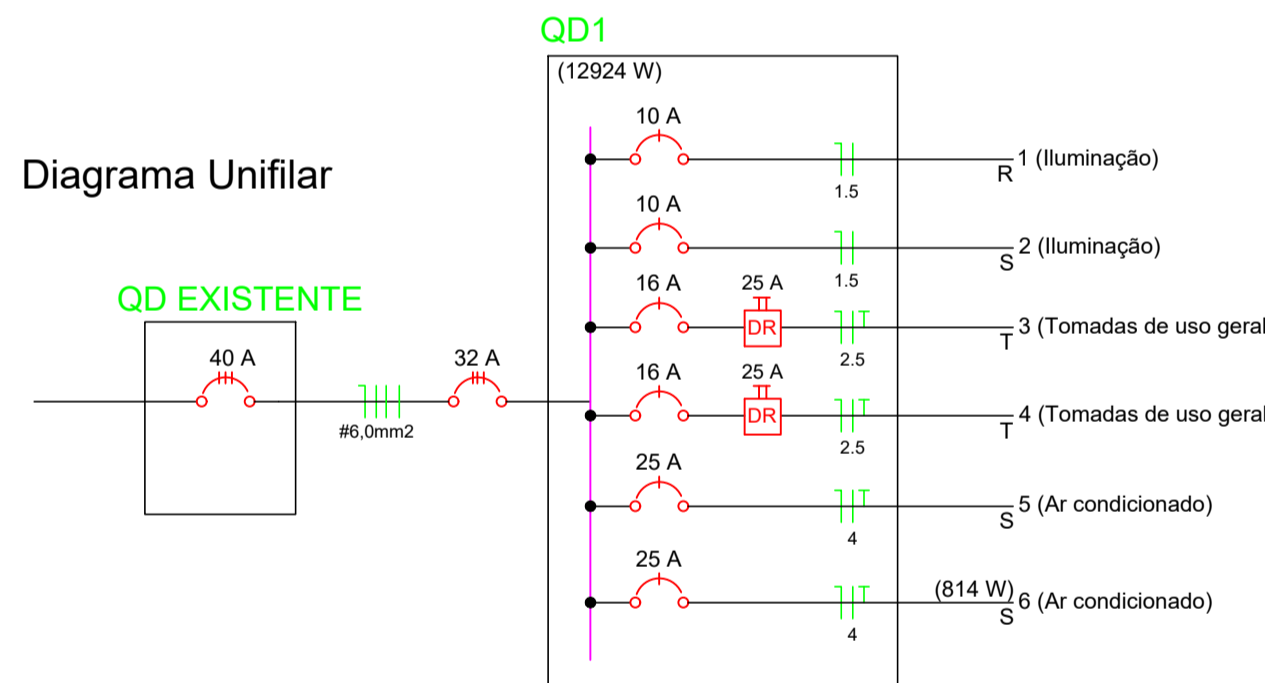 QD1
(12924 W)
Diagrama Unifilar
10 A
1.5
1 (Iluminação)
R
10 A
1.5
2 (Iluminação)
S
QD EXISTENTE
40 A
#6,0mm2
32 A
16 A
25 A
DR
2.5
3 (Tomadas de uso geral
T
16 A
25 A
DR
2.5
4 (Tomadas de uso geral
T
25 A
4
5 (Ar condicionado)
S
25 A
4
(814 W)
6 (Ar condicionado)
S